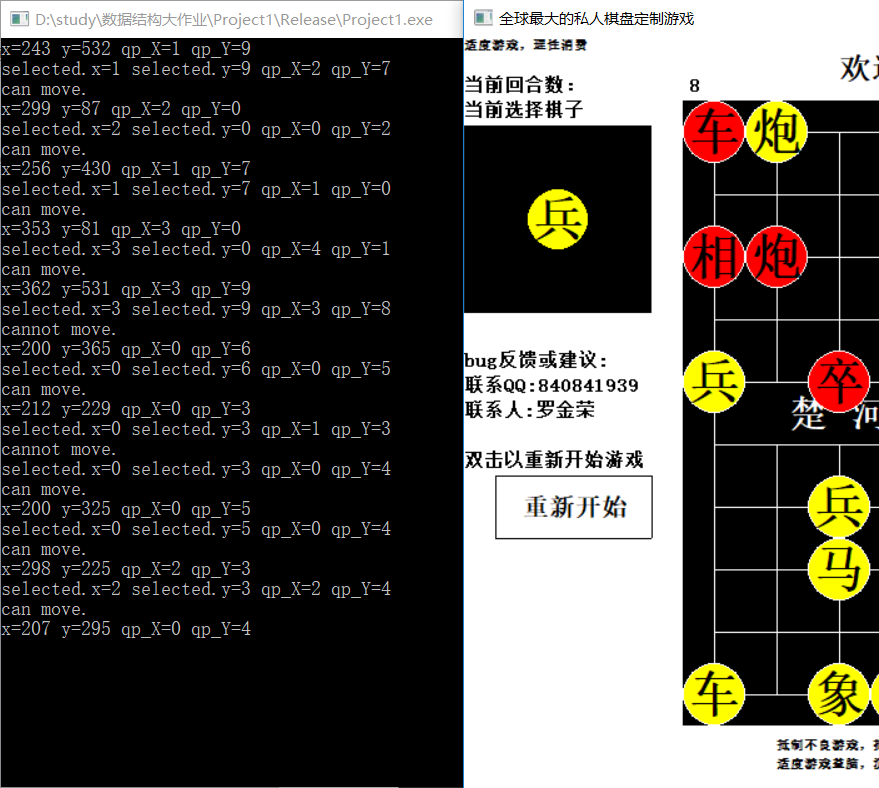 D:\study\数据结构大作业\Project1\Release\Project1.exe
x=243 y=532 qp_X=1 qp_Y=9
selected.x=1 selected.y=9 qp_X=2 qp_Y=7
can move.
x=299 y=87 qp_X=2 qp_Y=0
selected.x=2 selected.y=0 qp_X=0 qp_Y=2
can move.
x=256 y=430 qp_X=1 qp_Y=7
selected.x=1 selected.y=7 qp_X=1 qp_Y=0
can move.
x=353 y=81 qp_X=3 qp_Y=0
selected.x=3 selected.y=0 qp_X=4 qp_Y=1
can move.
x=362 y=531 qp_X=3 qp_Y=9
selected.x=3 selected.y=9 qp_X=3 qp_Y=8
cannot move.
x=200 y=365 qp_X=0 qp_Y=6
selected.x=0 selected.y=6 qp_X=0 qp_Y=5
can move.
x=212 y=229 qp_X=0 qp_Y=3
selected.x=0 selected.y=3 qp_X=1 qp_Y=3
cannot move.
selected.x=0 selected.y=3 qp_X=0 qp_Y=4
can move.
x=200 y=325 qp_X=0 qp_Y=5
selected.x=0 selected.y=5 qp_X=0 qp_Y=4
can move.
x=298 y=225 qp_X=2 qp_Y=3
selected.x=2 selected.y=3 qp_X=2 qp_Y=4
can move.
x=207 y=295 qp_X=0 qp_Y=4
全球最大的私人棋盘定制游戏
适度游戏，理性消费
欢迎
当前回合数: 8
当前选择棋子
兵
bug反馈或建议:
联系QQ:840841939
联系人:罗金荣
双击以重新开始游戏
重新开始
车 炮
相 炮
兵 卒
楚 河
兵
马
车 象
抵制不良游戏，
适度游戏益脑，